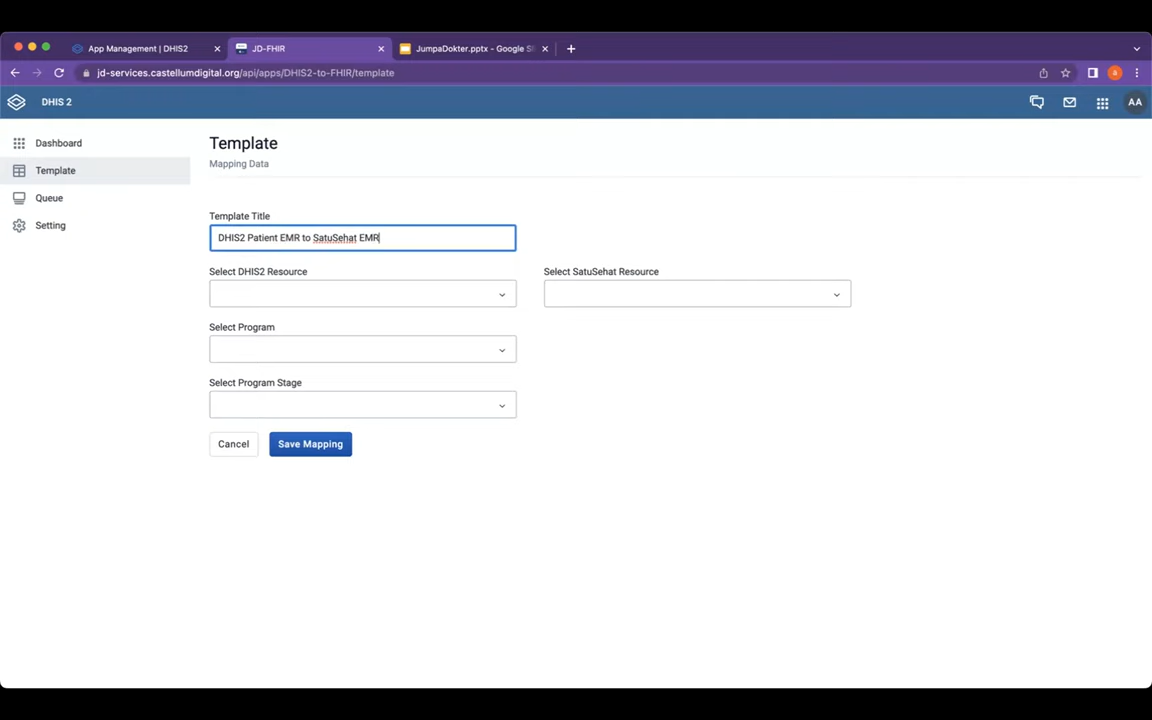 App Management | DHIS2
JD-FHIR
JumpaDokter.pptx - Google S
jd-services.castellumdigital.org/api/apps/DHIS2-to-FHIR/template
a
DHIS 2
AA
Dashboard
Template
Queue
Setting
Template
Mapping Data
Template Title
DHIS2 Patient EMR to SatuSehat EMR
Select DHIS2 Resource
Select SatuSehat Resource
Select Program
Select Program Stage
Cancel
Save Mapping